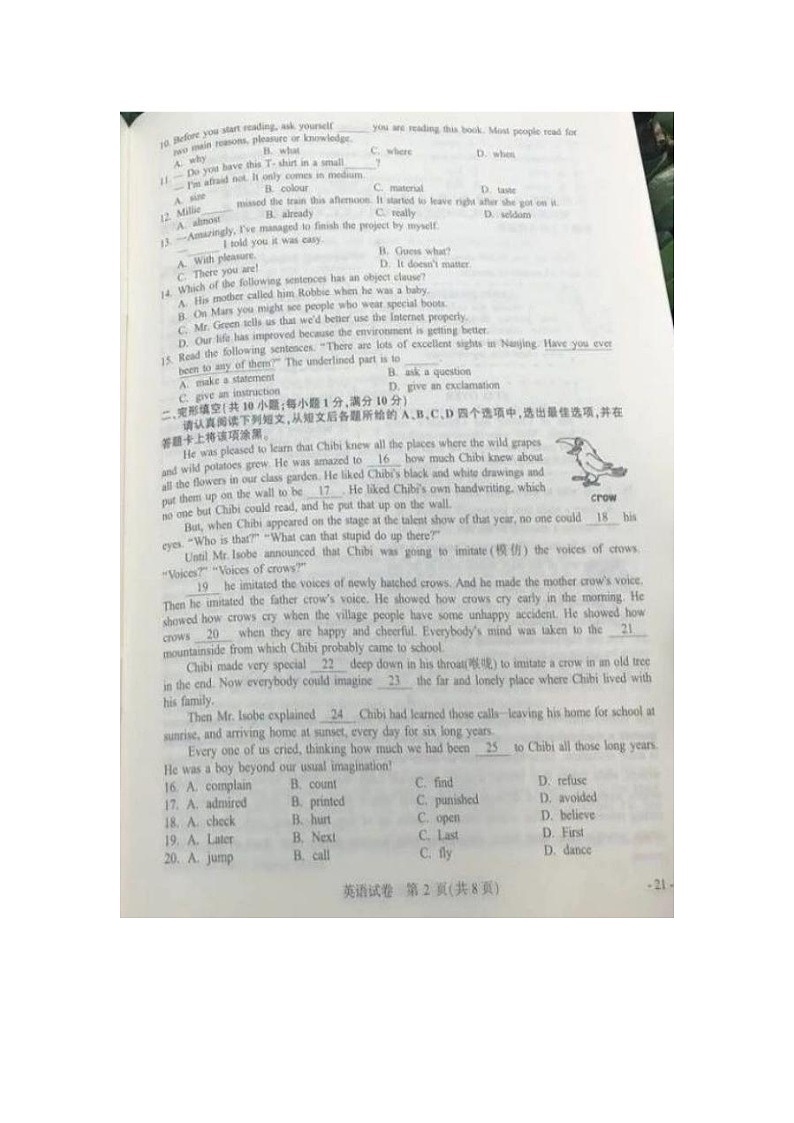 10. Before you start reading, ask yourself ______ you are reading this book. Most people read for
two main reasons, pleasure or knowledge.
A. why B. what C. where D. when
11. — Do you have this T- shirt in a small ______ ?
— I'm afraid not. It only comes in medium.
A. size B. colour C. material D. taste
12. Millie ______ missed the train this afternoon. It started to leave right after she got on it.
A. almost B. already C. really D. seldom
13. —Amazingly, I've managed to finish the project by myself.
— ______ I told you it was easy.
A. With pleasure. B. Guess what?
C. There you are! D. It doesn't matter.
14. Which of the following sentences has an object clause?
A. His mother called him Robbie when he was a baby.
B. On Mars you might see people who wear special boots.
C. Mr. Green tells us that we'd better use the Internet properly.
D. Our life has improved because the environment is getting better.
15. Read the following sentences. "There are lots of excellent sights in Nanjing. Have you ever
been to any of them?" The underlined part is to ______.
A. make a statement B. ask a question
C. give an instruction D. give an exclamation
二、完形填空(共 10 小题;每小题 1 分,满分 10 分)
请认真阅读下列短文,从短文后各题所给的 A、B、C、D 四个选项中,选出最佳选项,并在
答题卡上将该项涂黑。
He was pleased to learn that Chibi knew all the places where the wild grapes
and wild potatoes grew. He was amazed to 16 how much Chibi knew about
all the flowers in our class garden. He liked Chibi's black and white drawings and
put them up on the wall to be 17 . He liked Chibi's own handwriting, which
no one but Chibi could read, and he put that up on the wall.
crow
But, when Chibi appeared on the stage at the talent show of that year, no one could 18 his
eyes. "Who is that?" "What can that stupid do up there?"
Until Mr. Isobe announced that Chibi was going to imitate (模仿) the voices of crows.
"Voices?" "Voices of crows?"
19 he imitated the voices of newly hatched crows. And he made the mother crow's voice.
Then he imitated the father crow's voice. He showed how crows cry early in the morning. He
showed how crows cry when the village people have some unhappy accident. He showed how
crows 20 when they are happy and cheerful. Everybody's mind was taken to the 21
mountainside from which Chibi probably came to school.
Chibi made very special 22 deep down in his throat(喉咙) to imitate a crow in an old tree
in the end. Now everybody could imagine 23 the far and lonely place where Chibi lived with
his family.
Then Mr. Isobe explained 24 Chibi had learned those calls—leaving his home for school at
sunrise, and arriving home at sunset, every day for six long years.
Every one of us cried, thinking how much we had been 25 to Chibi all those long years.
He was a boy beyond our usual imagination!
16. A. complain B. count C. find D. refuse
17. A. admired B. printed C. punished D. avoided
18. A. check B. hurt C. open D. believe
19. A. Later B. Next C. Last D. First
20. A. jump B. call C. fly D. dance
英语试卷 第 2 页(共 8 页)
- 21 -